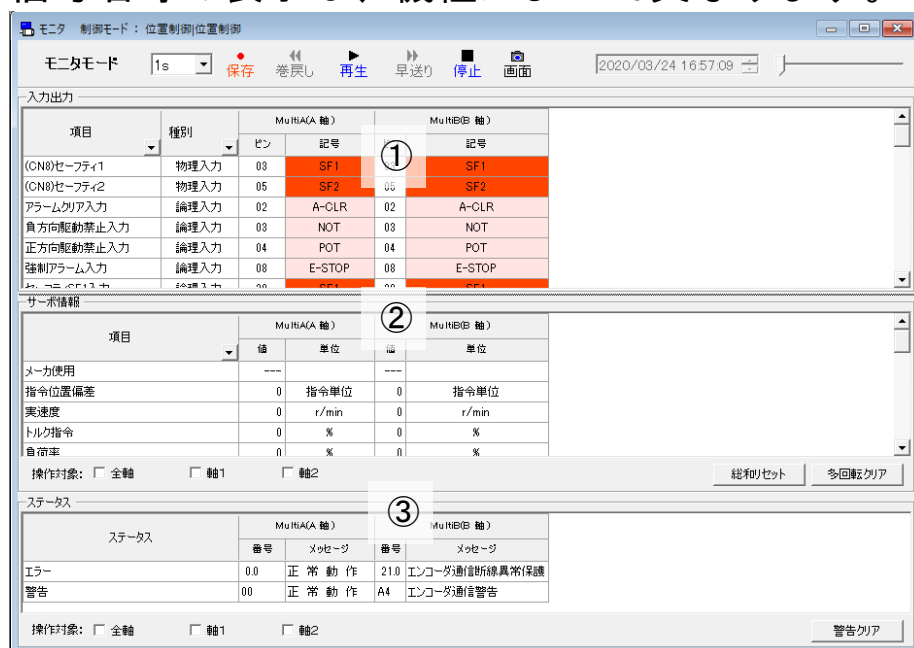 モニタ 制御モード： 位置制御|位置制御
モニタモード 1s 保存 巻戻し 再生 早送り 停止 画面 2020/03/24 16:57:09
入力出力
項目 種別 MultiA(A 軸) MultiB(B 軸)
ピン 記号 記号
①
(CN8)セーフティ1 物理入力 03 SF1 SF1
(CN8)セーフティ2 物理入力 05 SF2 05 SF2
アラームクリア入力 論理入力 02 A-CLR 02 A-CLR
負方向駆動禁止入力 論理入力 03 NOT 03 NOT
正方向駆動禁止入力 論理入力 04 POT 04 POT
強制アラーム入力 論理入力 08 E-STOP 08 E-STOP
サーボ情報
②
項目 MultiA(A 軸) MultiB(B 軸)
値 単位 値 単位
メーカ使用 --- ---
指令位置偏差 0 指令単位 0 指令単位
実速度 0 r/min 0 r/min
トルク指令 0 % 0 %
負荷率 0 % 0 %
操作対象: 全軸 軸1 軸2 総和リセット 多回転クリア
ステータス
③
ステータス MultiA(A 軸) MultiB(B 軸)
番号 メッセージ 番号 メッセージ
エラー 0.0 正 常 動 作 21.0 エンコーダ通信断線異常保護
警告 00 正 常 動 作 A4 エンコーダ通信警告
操作対象: 全軸 軸1 軸2 警告クリア